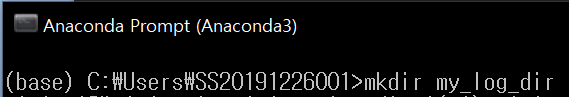 Anaconda Prompt (Anaconda3)
(base) C:₩Users₩SS20191226001>mkdir my_log_dir